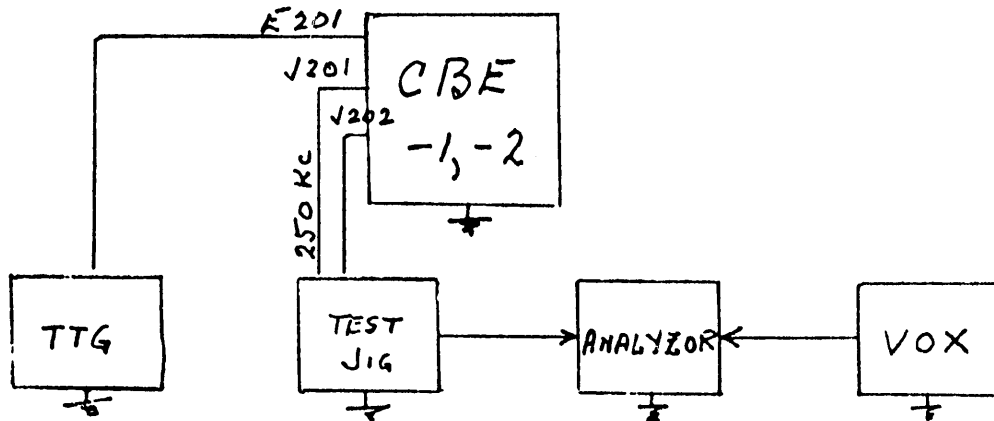 E201
J201
J202
CBE
-1, -2
250 Kc
TTG
TEST
JIG
ANALYZOR
VOX